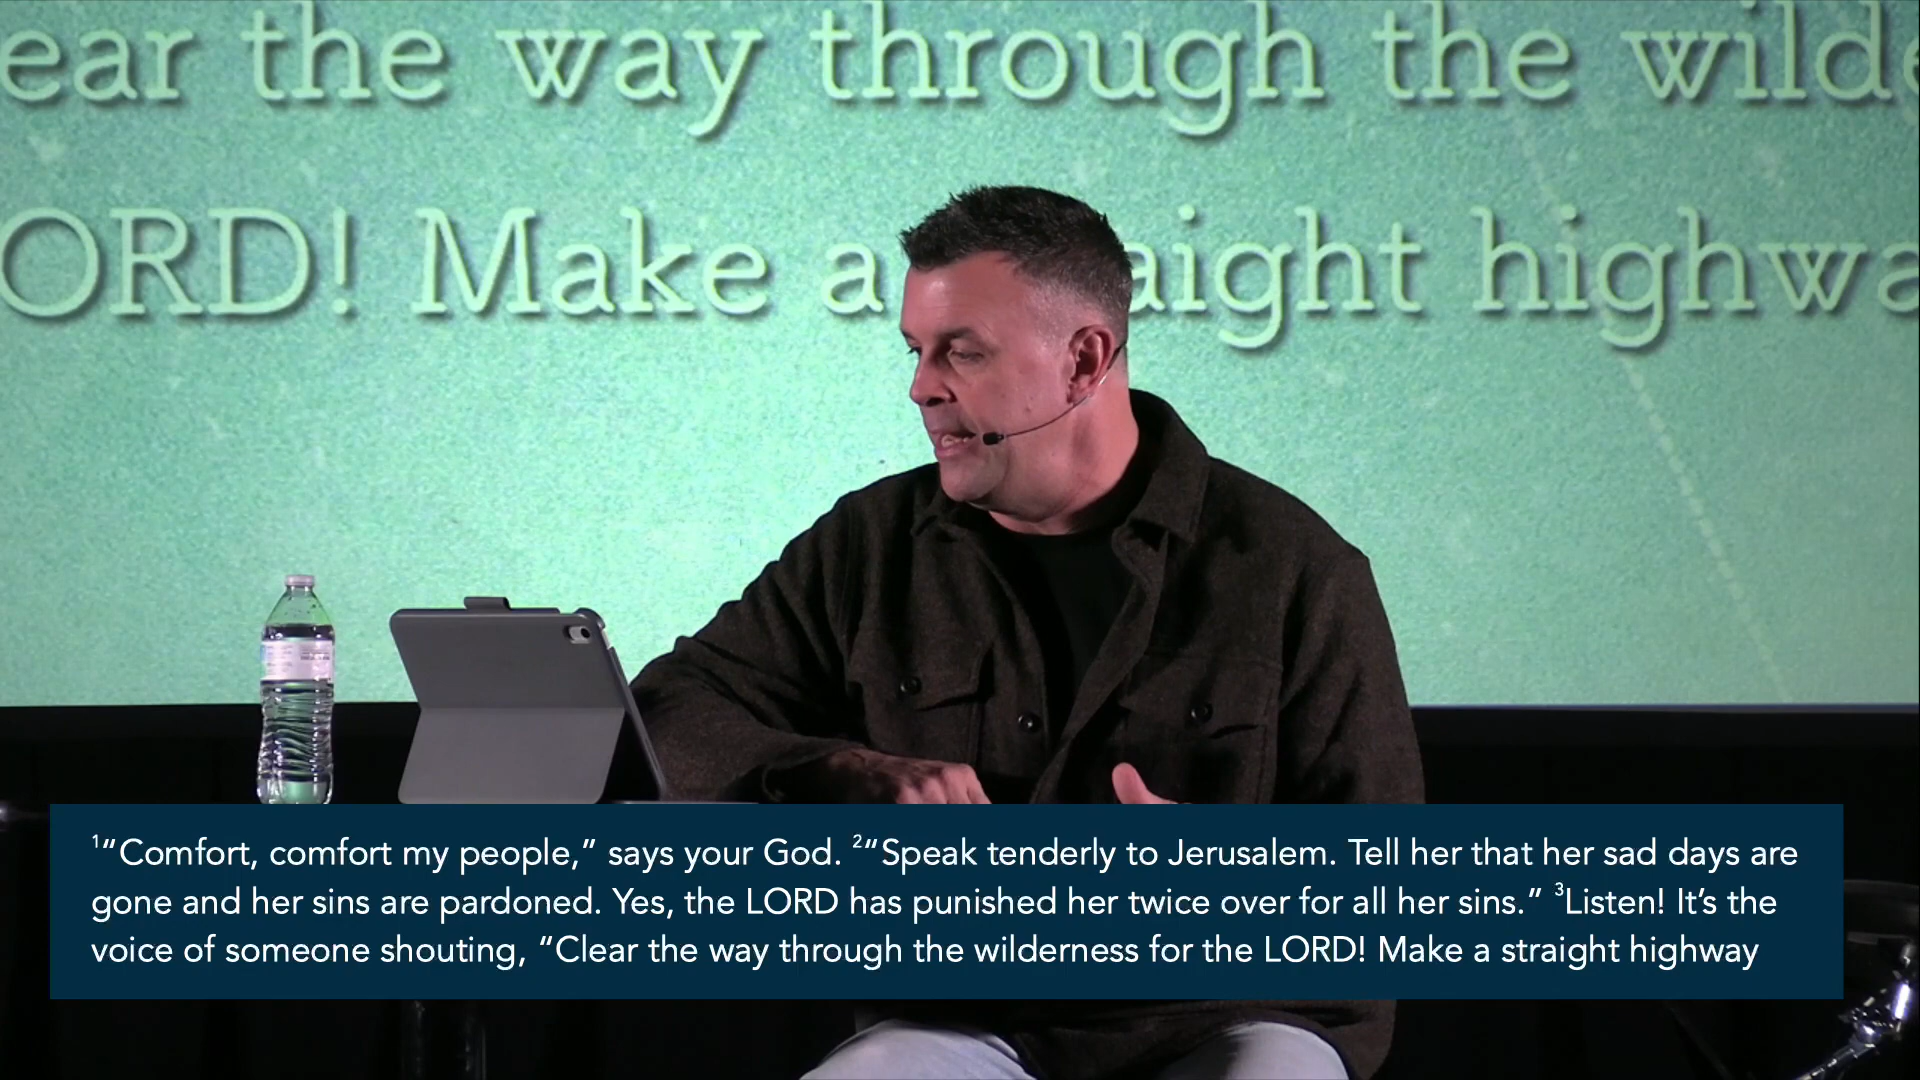 ear the way through the wilde
ORD! Make a aight highwa
¹“Comfort, comfort my people,” says your God. ²“Speak tenderly to Jerusalem. Tell her that her sad days are
gone and her sins are pardoned. Yes, the LORD has punished her twice over for all her sins.” ³Listen! It’s the
voice of someone shouting, “Clear the way through the wilderness for the LORD! Make a straight highway